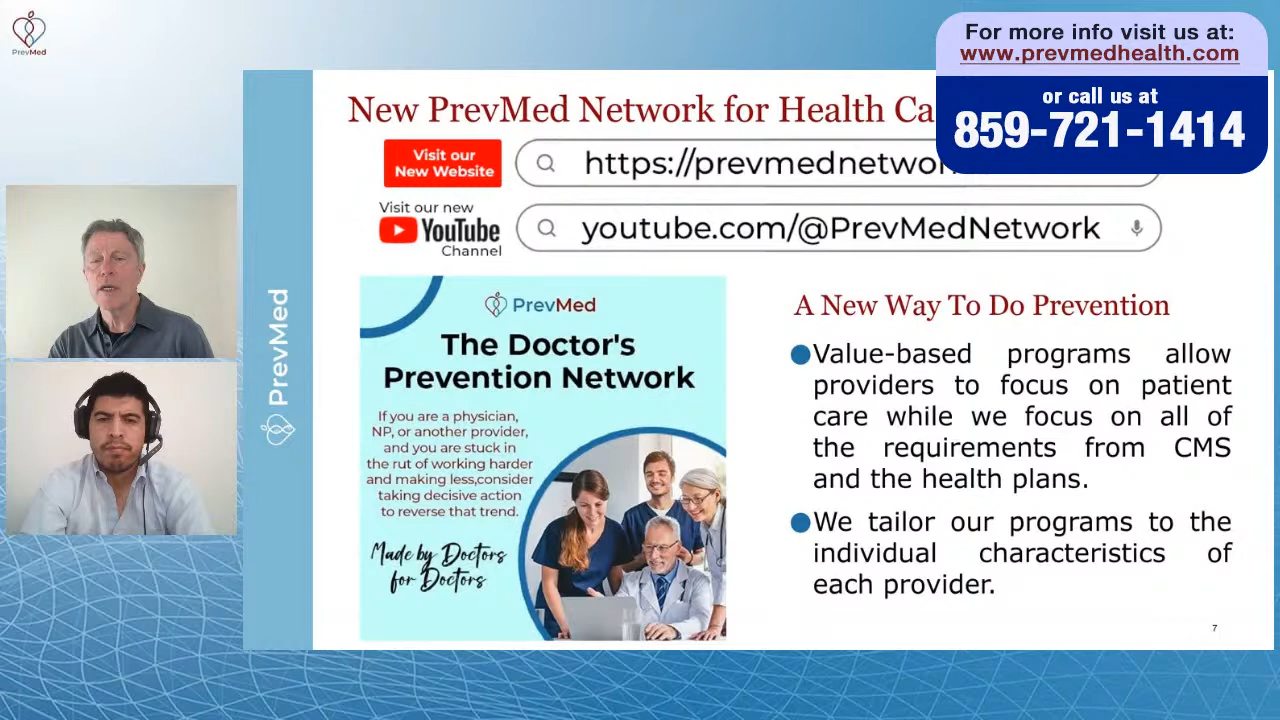 PrevMed
For more info visit us at:
www.prevmedhealth.com
or call us at
859-721-1414
New PrevMed Network for Health
Visit our
New Website
Visit our new
YouTube
Channel
youtube.com/@PrevMedNetwork
PrevMed
PrevMed
The Doctor's
Prevention Network
If you are a physician,
NP, or another provider,
and you are stuck in
the rut of working harder
and making less,consider
taking decisive action
to reverse that trend.
Made by Doctors
for Doctors
A New Way To Do Prevention
Value-based programs allow
providers to focus on patient
care while we focus on all of
the requirements from CMS
and the health plans.
We tailor our programs to the
individual characteristics of
each provider.
7